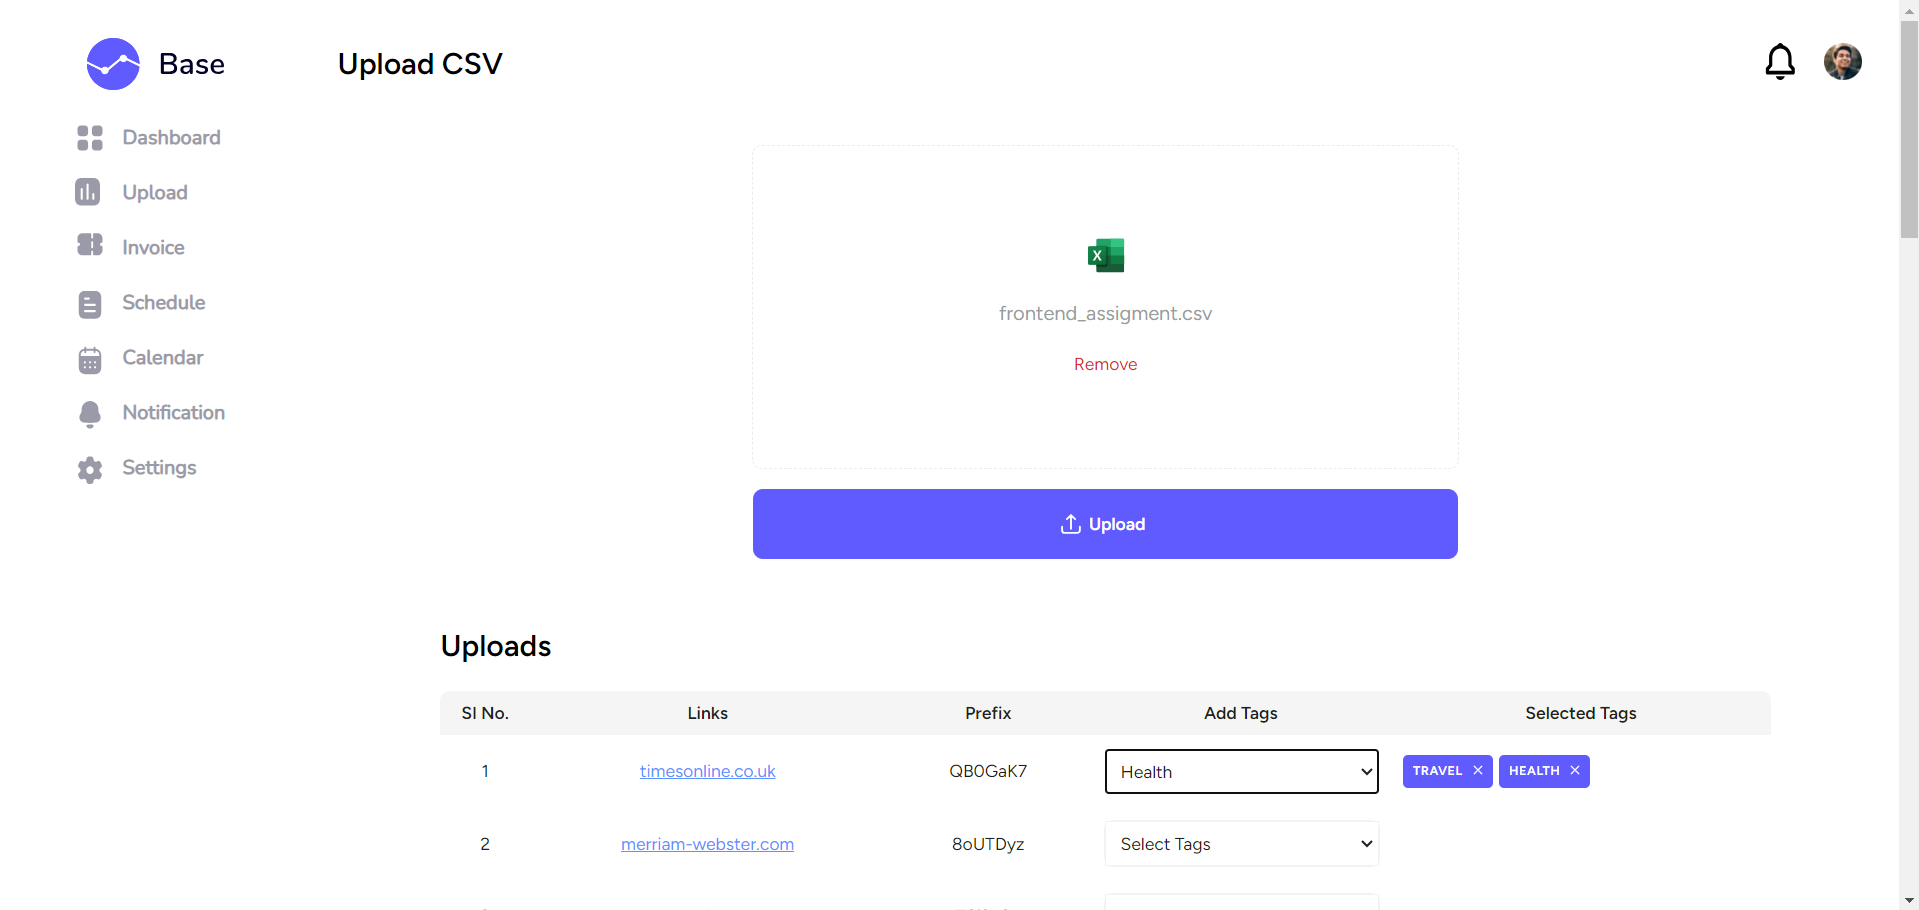 Base
Upload CSV
Dashboard
Upload
Invoice
Schedule
Calendar
Notification
Settings
X
frontend_assigment.csv
Remove
Upload
Uploads
Sl No. Links Prefix Add Tags Selected Tags
1 timesonline.co.uk QB0GaK7 Health TRAVEL × HEALTH ×
2 merriam-webster.com 8oUTDyz Select Tags